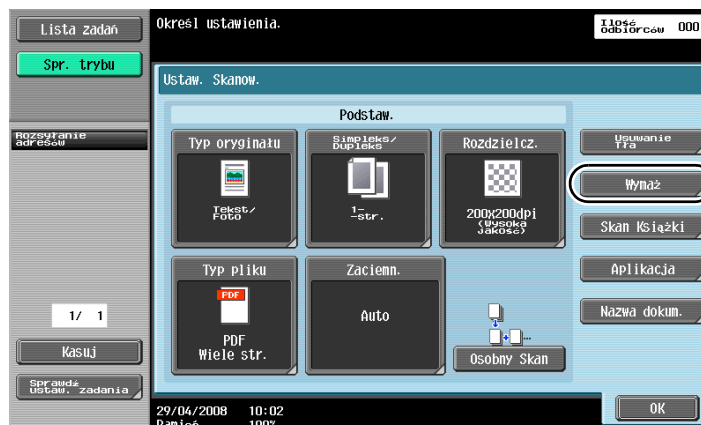 Lista zadań
Określ ustawienia.
Ilość
odbiorców 000
Spr. trybu
Ustaw. Skanow.
Podstaw.
Rozsyłanie
adresów
Typ oryginału
Tekst/
Foto
Simpleks/
Dupleks
1-
-str.
Rozdzielcz.
200X200dpi
(Wysoka
Jakość)
Usuwanie
Tła
Wymaż
Skan Książki
Typ pliku
PDF
PDF
Wiele str.
Zaciemn.
Auto
Osobny Skan
Aplikacja
Nazwa dokum.
1/ 1
Kasuj
Sprawdź
ustaw. zadania
OK
29/04/2008 10:02
Pamięć 100%